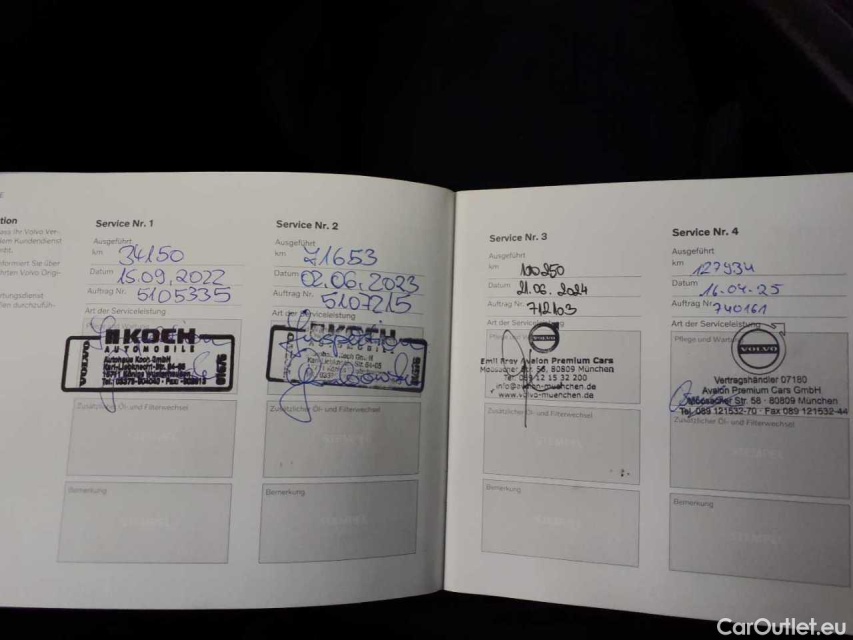 Service Nr. 1
Ausgeführt
km 34150
Datum 15.09.2022
Auftrag Nr. 5105335
KOCH
AUTOMOBILE
VOLVO
Autohaus Koch GmbH
Zusätzlicher Öl- und Filterwechsel
Bemerkung
Service Nr. 2
Ausgeführt
km 71653
Datum 02.06.2023
Auftrag Nr. 5107215
Art der Serviceleistung
KOCH
Zusätzlicher Öl- und Filterwechsel
Bemerkung
Service Nr. 3
Ausgeführt
km 100250
Datum 21.06.2024
Auftrag Nr. 712103
Art der Serviceleistung
Avalon Premium Cars
Moosacher Str. 58, 80809 München
www.volvo-muenchen.de
Zusätzlicher Öl- und Filterwechsel
Bemerkung
Service Nr. 4
Ausgeführt
km 127934
Datum 16.04.25
Auftrag Nr. 740161
Art der Serviceleistung
Pflege und Wartung
VOLVO
Vertragshändler 07180
Avalon Premium Cars GmbH
Moosacher Str. 58 · 80809 München
Tel. 089 121532-70 · Fax 089 121532-44
Zusätzlicher Öl- und Filterwechsel
Bemerkung
CarOutlet.eu